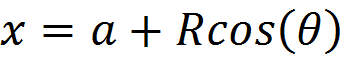 x = a + Rcos(θ)